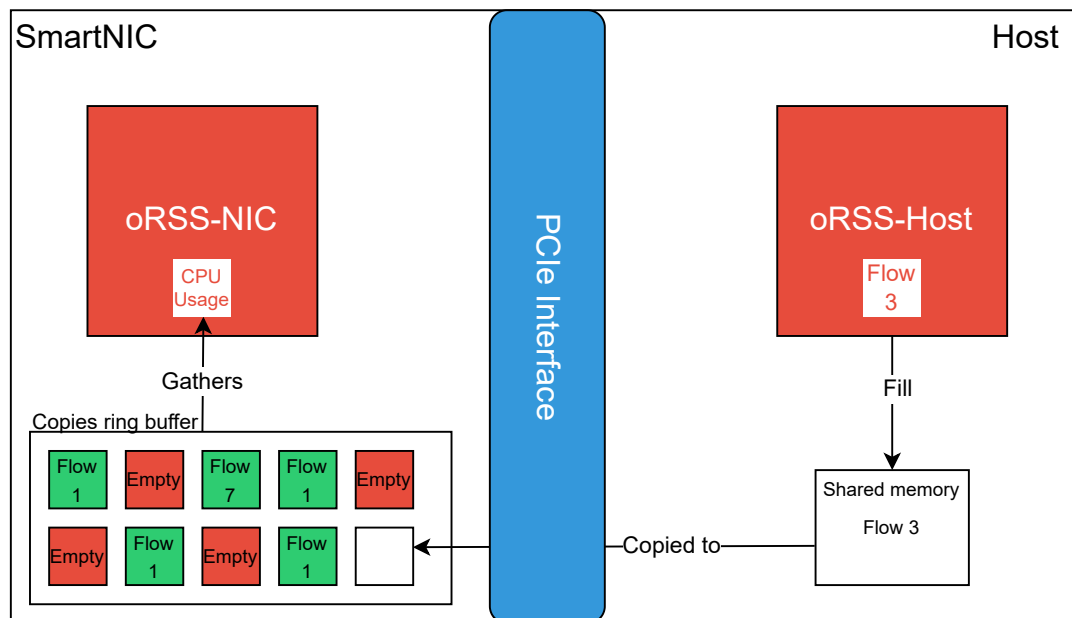 SmartNIC
Host
oRSS-NIC
CPU
Usage
Gathers
Copies ring buffer
Flow
1
Empty
Flow
7
Flow
1
Empty
Empty
Flow
1
Empty
Flow
1
PCIe Interface
oRSS-Host
Flow
3
Fill
Shared memory
Flow 3
Copied to